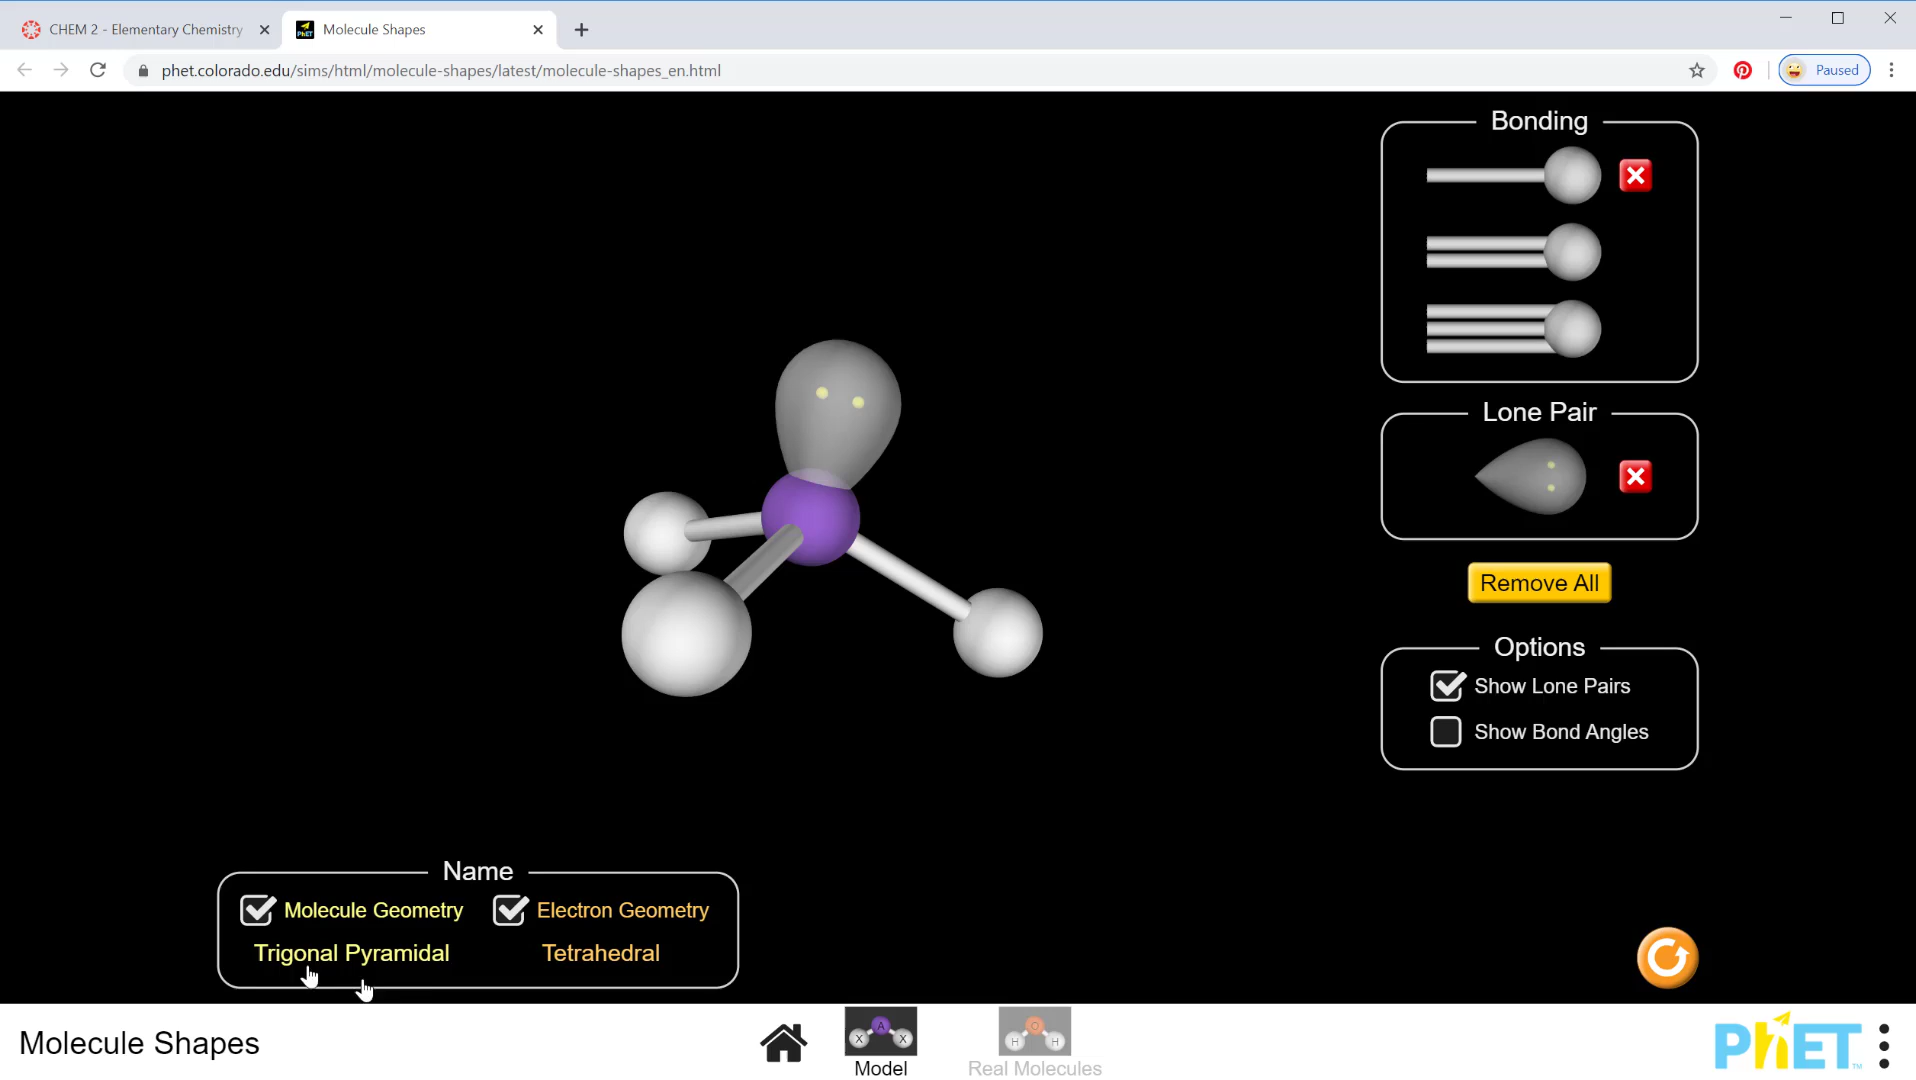 CHEM 2 - Elementary Chemistry
Molecule Shapes
phet.colorado.edu/sims/html/molecule-shapes/latest/molecule-shapes_en.html
Paused
Bonding
Lone Pair
Remove All
Options
Show Lone Pairs
Show Bond Angles
Name
Molecule Geometry Electron Geometry
Trigonal Pyramidal Tetrahedral
Molecule Shapes
X A X
Model
H O H
Real Molecules
PhET™